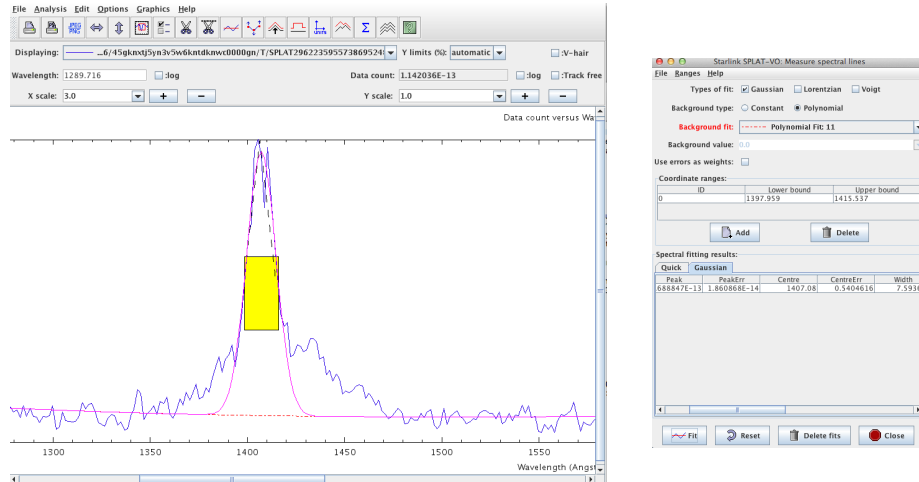 File Analysis Edit Options Graphics Help
Displaying: ...6/45gknxtj5yn3v5w6kntdknwc0000gn/T/SPLAT2962235955738695245 Y limits (%): automatic :V-hair
Wavelength: 1289.716 :log Data count: 1.142036E-13 :log :Track free
X scale: 3.0 + − Y scale: 1.0 + −
Data count versus Wa
1300 1350 1400 1450 1500 1550
Wavelength (Angst
Starlink SPLAT-VO: Measure spectral lines
File Ranges Help
Types of fit: Gaussian Lorentzian Voigt
Background type: Constant Polynomial
Background fit: Polynomial Fit: 11
Background value: 0.0
Use errors as weights:
Coordinate ranges:
ID Lower bound Upper bound
0 1397.959 1415.537
Add Delete
Spectral fitting results:
Quick Gaussian
Peak PeakErr Centre CentreErr Width
688847E-13 1.860868E-14 1407.08 0.5404616 7.5936
Fit Reset Delete fits Close